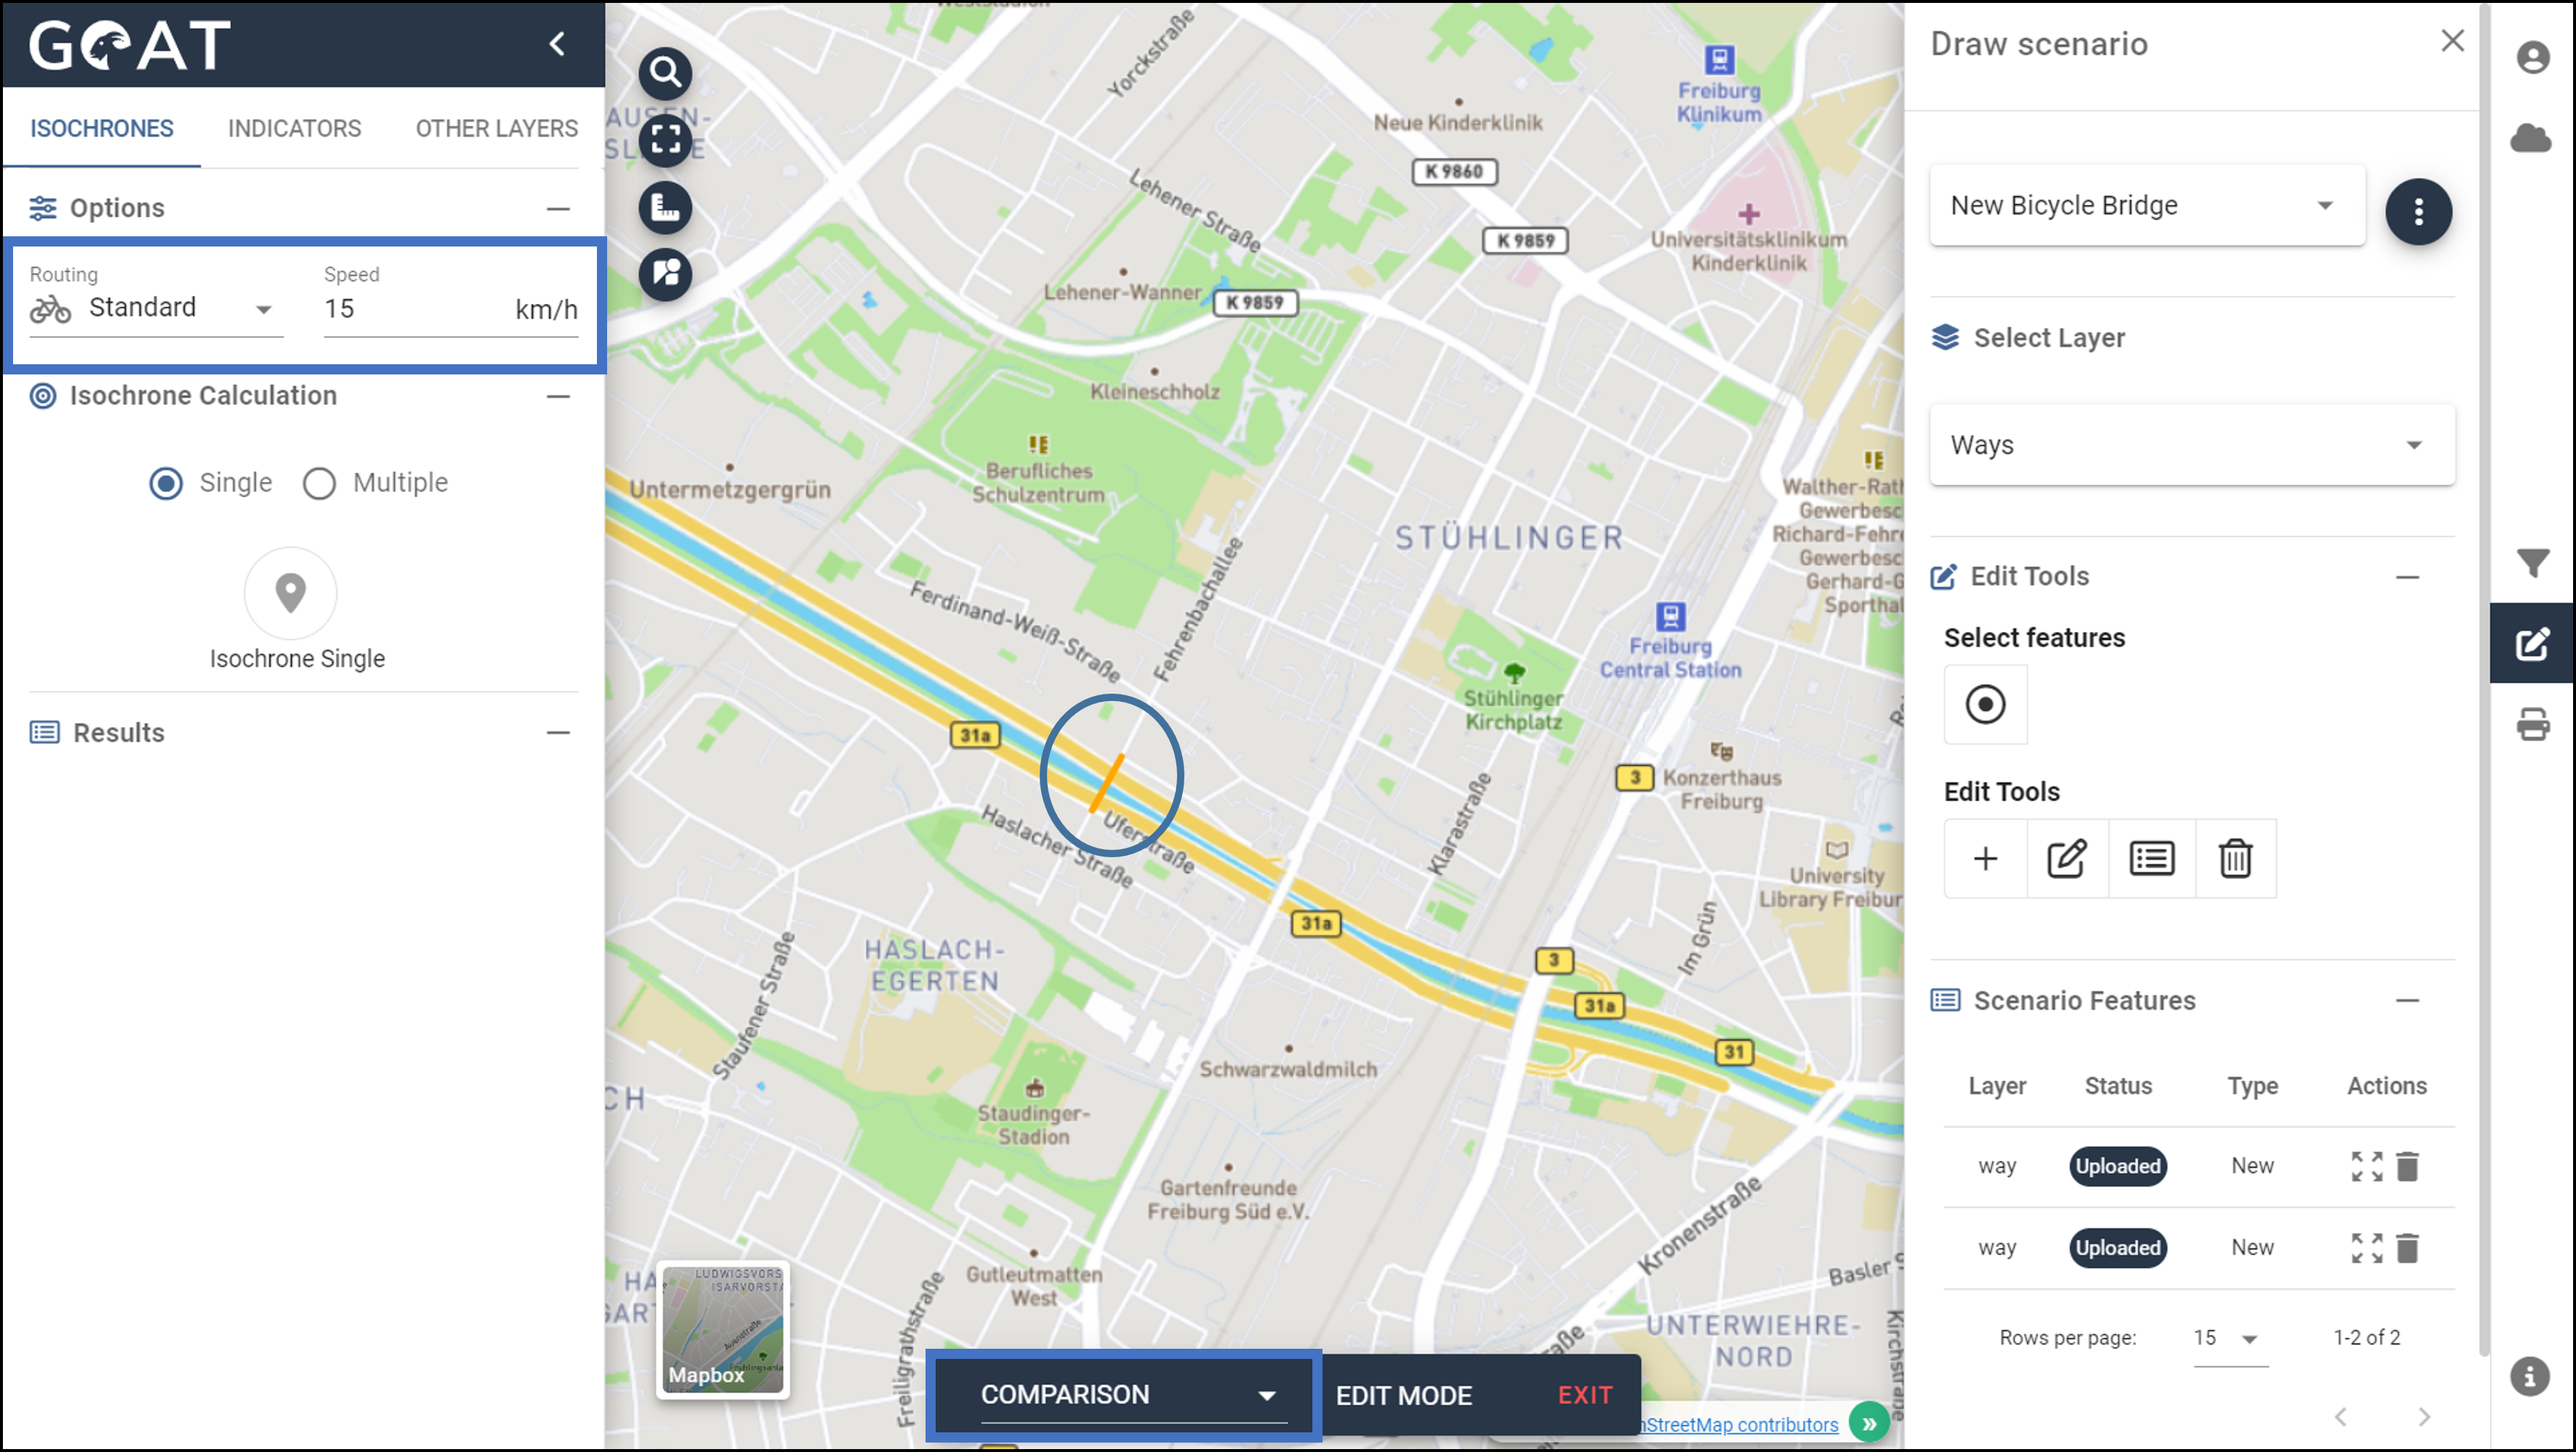 GOAT
ISOCHRONES
INDICATORS
OTHER LAYERS
Options
Routing
Standard
Speed
15
km/h
Isochrone Calculation
Single
Multiple
Isochrone Single
Results
Yorckstraße
Freiburg
Klinikum
Neue Kinderklinik
K 9860
Lehener Straße
K 9859
Universitätsklinikum
Kinderklinik
Lehener-Wanner
K 9859
Kleineschholz
Berufliches
Schulzentrum
Untermetzgergrün
STÜHLINGER
Walther-Rath
Gewerbesc
Richard-Fehre
Gewerbesc
Gerhard-G
Sporthal
Ferdinand-Weiß-Straße
Fehrenbachallee
Freiburg
Central Station
Stühlinger
Kirchplatz
31a
3
Konzerthaus
Freiburg
Klarastraße
Haslacher Straße
Uferstraße
University
Library Freibur
31a
Im Grün
HASLACH-
EGERTEN
3
31a
31
Staufener Straße
Schwarzwaldmilch
CH
Staudinger-
Stadion
Gartenfreunde
Freiburg Süd e.V.
Kronenstraße
Basler S
Gutleutmatten
West
Freiligrathstraße
UNTERWIEHRE-
NORD
Kirchstraße
LUDWIGSVORS
ISARVORSTA
Mapbox
COMPARISON
EDIT MODE
EXIT
nStreetMap contributors
»
Draw scenario
New Bicycle Bridge
Select Layer
Ways
Edit Tools
Select features
Edit Tools
Scenario Features
Layer
Status
Type
Actions
way
Uploaded
New
way
Uploaded
New
Rows per page:
15
1-2 of 2